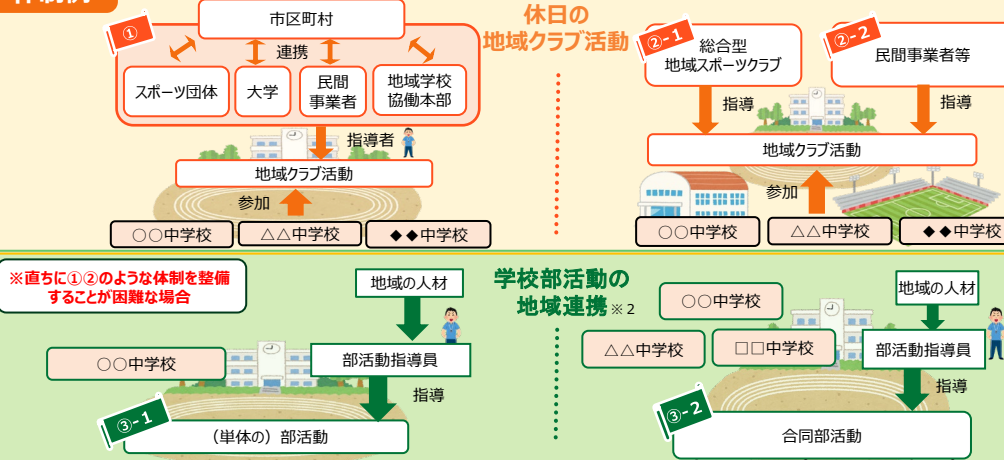 体制例
①
市区町村
連携
スポーツ団体
大学
民間
事業者
地域学校
協働本部
指導者
地域クラブ活動
参加
○○中学校
△△中学校
◆◆中学校
休日の
地域クラブ活動
②-1
総合型
地域スポーツクラブ
②-2
民間事業者等
指導
指導
地域クラブ活動
参加
○○中学校
△△中学校
◆◆中学校
※直ちに①②のような体制を整備
することが困難な場合
学校部活動の
地域連携※2
地域の人材
○○中学校
部活動指導員
指導
③-1
（単体の）部活動
○○中学校
△△中学校
□□中学校
地域の人材
部活動指導員
指導
③-2
合同部活動